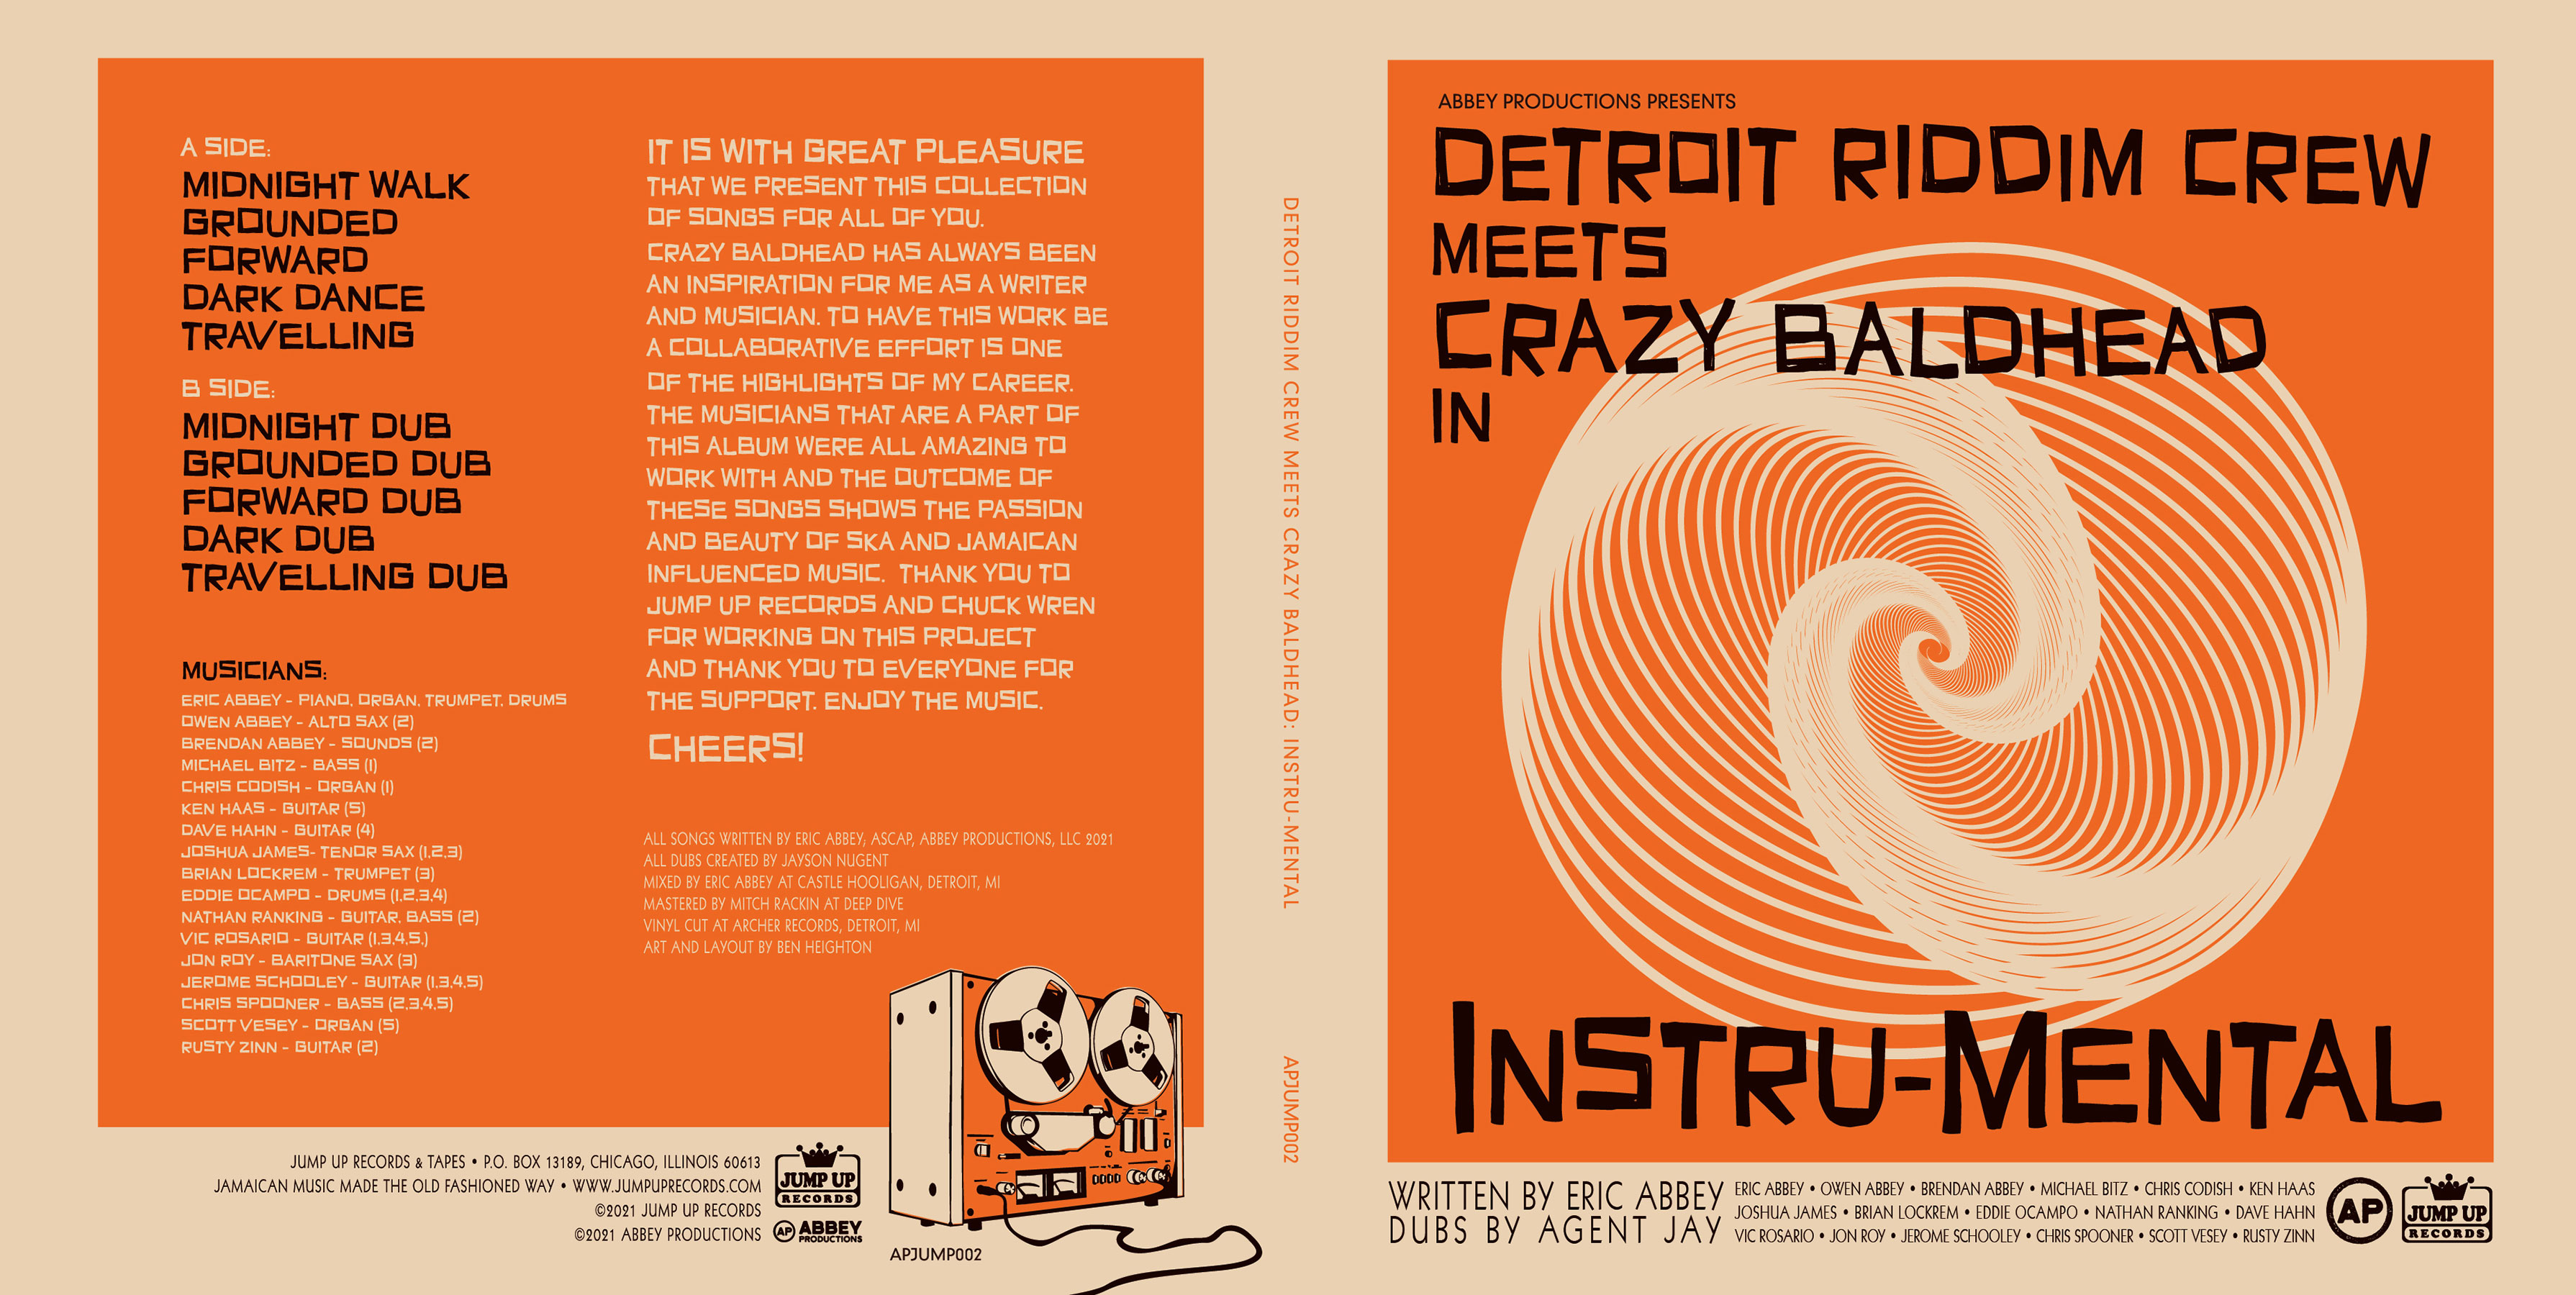 A SIDE:
MIDNIGHT WALK
GROUNDED
FORWARD
DARK DANCE
TRAVELLING
B SIDE:
MIDNIGHT DUB
GROUNDED DUB
FORWARD DUB
DARK DUB
TRAVELLING DUB
MUSICIANS:
ERIC ABBEY - PIANO, ORGAN, TRUMPET, DRUMS
OWEN ABBEY - ALTO SAX (2)
BRENDAN ABBEY - SOUNDS (2)
MICHAEL BITZ - BASS (1)
CHRIS CODISH - ORGAN (1)
KEN HAAS - GUITAR (5)
DAVE HAHN - GUITAR (4)
JOSHUA JAMES- TENOR SAX (1,2,3)
BRIAN LOCKREM - TRUMPET (3)
EDDIE OCAMPO - DRUMS (1,2,3,4)
NATHAN RANKING - GUITAR, BASS (2)
VIC ROSARIO - GUITAR (1,3,4,5,)
JON ROY - BARITONE SAX (3)
JEROME SCHOOLEY - GUITAR (1,3,4,5)
CHRIS SPOONER - BASS (2,3,4,5)
SCOTT VESEY - ORGAN (5)
RUSTY ZINN - GUITAR (2)
IT IS WITH GREAT PLEASURE
THAT WE PRESENT THIS COLLECTION
OF SONGS FOR ALL OF YOU.
CRAZY BALDHEAD HAS ALWAYS BEEN
AN INSPIRATION FOR ME AS A WRITER
AND MUSICIAN. TO HAVE THIS WORK BE
A COLLABORATIVE EFFORT IS ONE
OF THE HIGHLIGHTS OF MY CAREER.
THE MUSICIANS THAT ARE A PART OF
THIS ALBUM WERE ALL AMAZING TO
WORK WITH AND THE OUTCOME OF
THESE SONGS SHOWS THE PASSION
AND BEAUTY OF SKA AND JAMAICAN
INFLUENCED MUSIC. THANK YOU TO
JUMP UP RECORDS AND CHUCK WREN
FOR WORKING ON THIS PROJECT
AND THANK YOU TO EVERYONE FOR
THE SUPPORT. ENJOY THE MUSIC.
CHEERS!
ALL SONGS WRITTEN BY ERIC ABBEY, ASCAP, ABBEY PRODUCTIONS, LLC 2021
ALL DUBS CREATED BY JAYSON NUGENT
MIXED BY ERIC ABBEY AT CASTLE HOOLIGAN, DETROIT, MI
MASTERED BY MITCH RACKIN AT DEEP DIVE
VINYL CUT AT ARCHER RECORDS, DETROIT, MI
ART AND LAYOUT BY BEN HEIGHTON
JUMP UP RECORDS & TAPES • P.O. BOX 13189, CHICAGO, ILLINOIS 60613
JAMAICAN MUSIC MADE THE OLD FASHIONED WAY • WWW.JUMPUPRECORDS.COM
©2021 JUMP UP RECORDS
©2021 ABBEY PRODUCTIONS
JUMP UP
RECORDS
AP ABBEY
PRODUCTIONS
APJUMP002
DETROIT RIDDIM CREW MEETS CRAZY BALDHEAD: INSTRU-MENTAL
APJUMP002
ABBEY PRODUCTIONS PRESENTS
DETROIT RIDDIM CREW
MEETS
CRAZY BALDHEAD
IN
INSTRU-MENTAL
WRITTEN BY ERIC ABBEY
DUBS BY AGENT JAY
ERIC ABBEY • OWEN ABBEY • BRENDAN ABBEY • MICHAEL BITZ • CHRIS CODISH • KEN HAAS
JOSHUA JAMES • BRIAN LOCKREM • EDDIE OCAMPO • NATHAN RANKING • DAVE HAHN
VIC ROSARIO • JON ROY • JEROME SCHOOLEY • CHRIS SPOONER • SCOTT VESEY • RUSTY ZINN
AP
JUMP UP
RECORDS